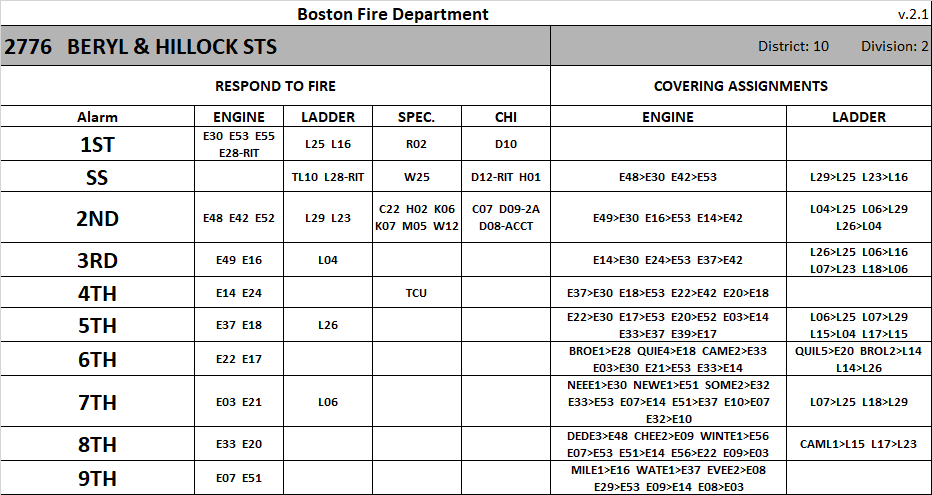 Boston Fire Department v.2.1
2776 BERYL & HILLOCK STS District: 10 Division: 2
RESPOND TO FIRE COVERING ASSIGNMENTS
Alarm ENGINE LADDER SPEC. CHI ENGINE LADDER
E30 E53 E55
1ST L25 L16 R02 D10
E28-RIT
SS TL10 L28-RIT W25 D12-RIT H01 E48>E30 E42>E53 L29>L25 L23>L16
C22 H02 K06 C07 D09-2A L04>L25 L06>L29
2ND E48 E42 E52 L29 L23 E49>E30 E16>E53 E14>E42
K07 M05 W12 D08-ACCT L26>L04
L26>L25 L06>L16
3RD E49 E16 L04 E14>E30 E24>E53 E37>E42
L07>L23 L18>L06
4TH E14 E24 TCU E37>E30 E18>E53 E22>E42 E20>E18
E22>E30 E17>E53 E20>E52 E03>E14 L06>L25 L07>L29
5TH E37 E18 L26
E33>E37 E39>E17 L15>L04 L17>L15
BROE1>E28 QUIE4>E18 CAME2>E33 QUIL5>E20 BROL2>L14
6TH E22 E17
E03>E30 E21>E53 E33>E14 L14>L26
NEEE1>E30 NEWE1>E51 SOME2>E32
7TH E03 E21 L06 E33>E53 E07>E14 E51>E37 E10>E07 L07>L25 L18>L29
E32>E10
DEDE3>E48 CHEE2>E09 WINTE1>E56
8TH E33 E20 CAML1>L15 L17>L23
E07>E53 E51>E14 E56>E22 E09>E03
MILE1>E16 WATE1>E37 EVEE2>E08
9TH E07 E51
E29>E53 E09>E14 E08>E03